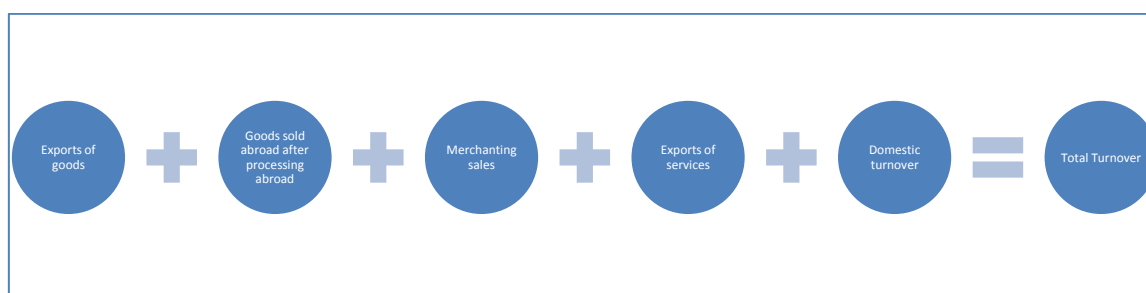 Exports of
goods
Goods sold
abroad after
processing
abroad
Merchanting
sales
Exports of
services
Domestic
turnover
Total Turnover